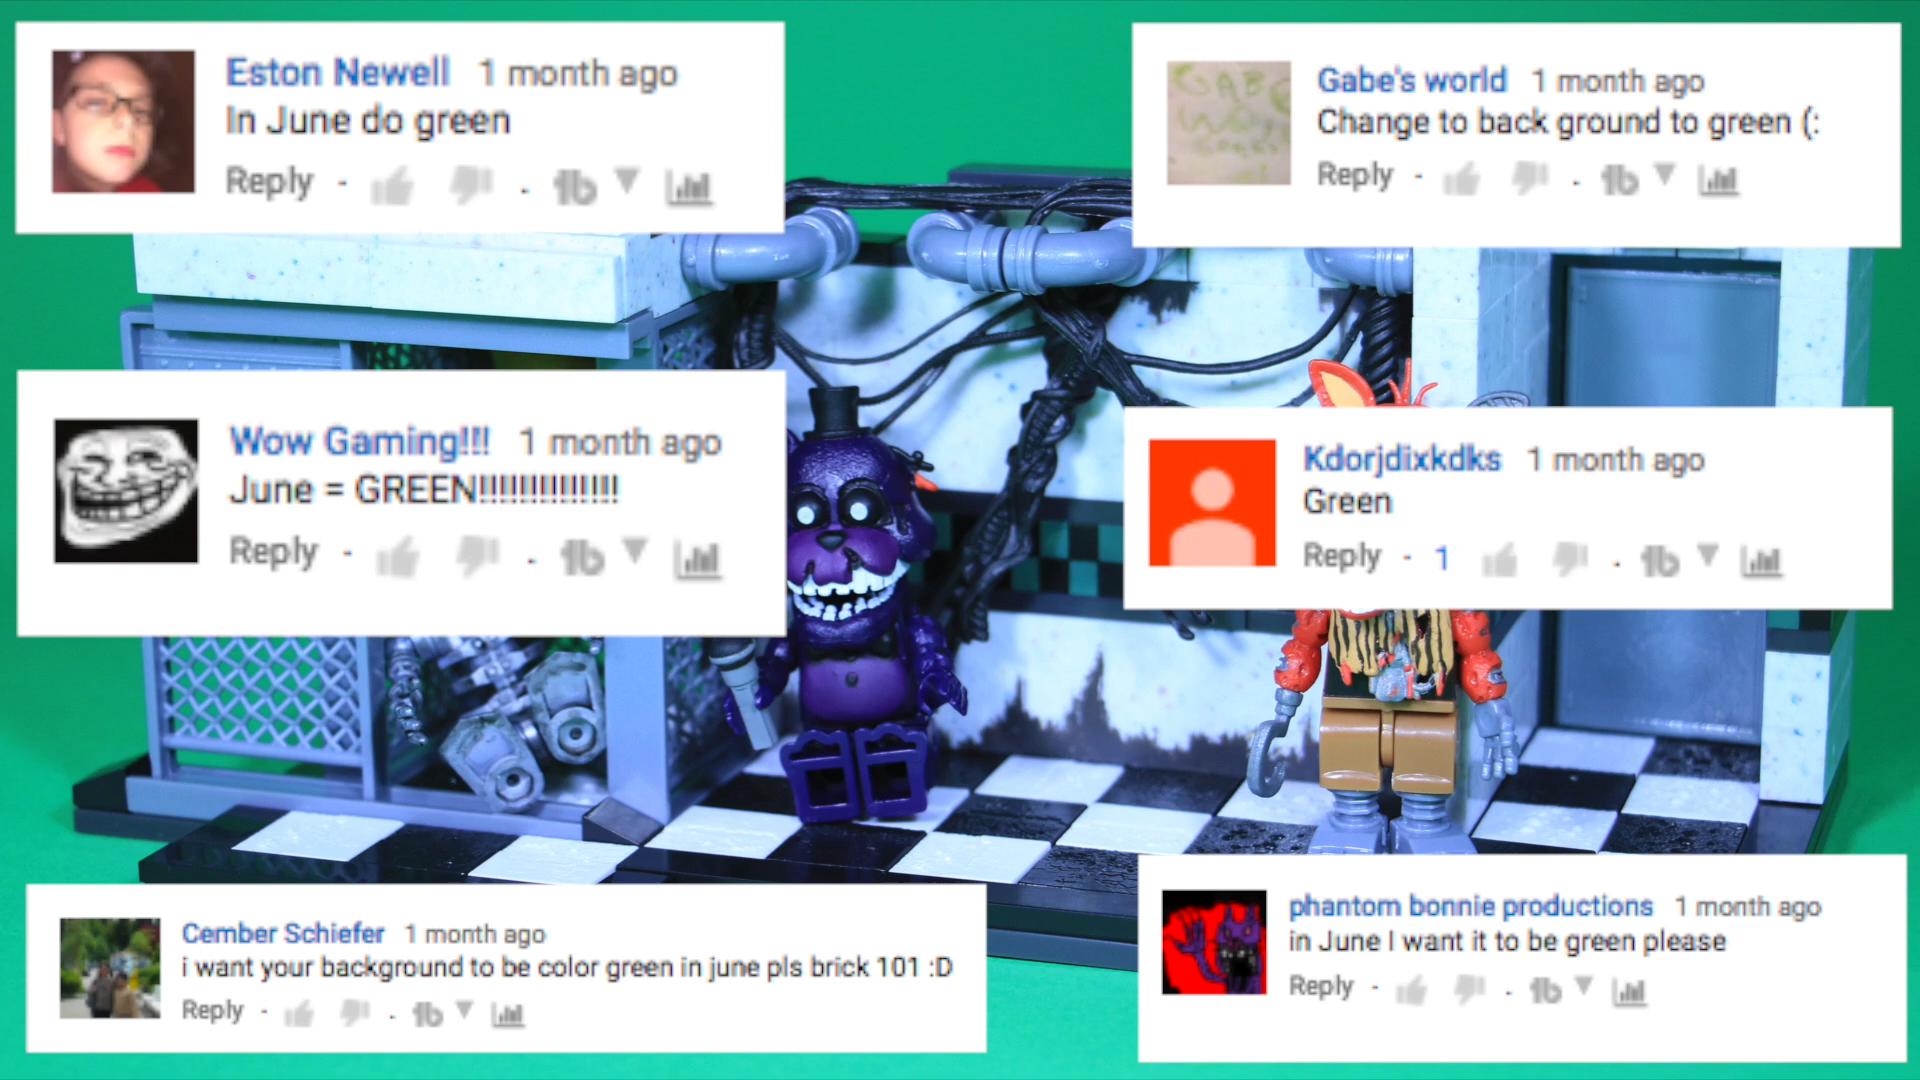 Eston Newell 1 month ago
In June do green
Reply
Gabe's world 1 month ago
Change to back ground to green (:
Reply
Wow Gaming!!! 1 month ago
June = GREEN!!!!!!!!!!!!!!!
Reply
Kdorjdixkdks 1 month ago
Green
Reply · 1
Cember Schiefer 1 month ago
i want your background to be color green in june pls brick 101 :D
Reply
phantom bonnie productions 1 month ago
in June I want it to be green please
Reply